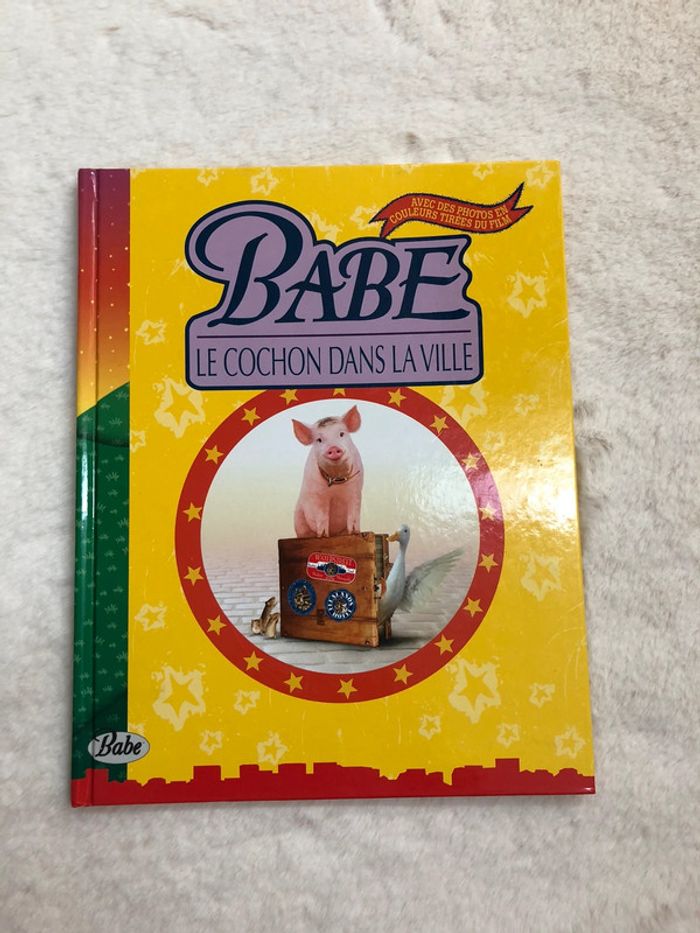 AVEC DES PHOTOS EN
COULEURS TIRÉES DU FILM
BABE
LE COCHON DANS LA VILLE
Babe